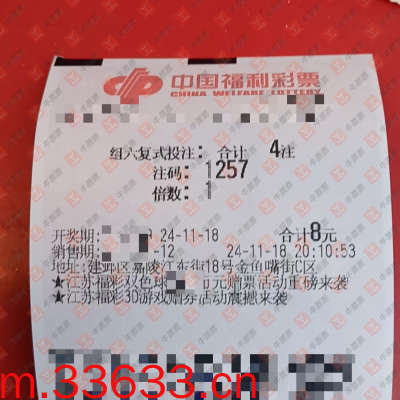 中国福利彩票
CHINA WELFARE LOTTERY
组六复式投注: 合计 4注
注码: 1257
倍数: 1
开奖期: 24-11-18 合计8元
销售期: -12 24-11-18 20:10:53
地址:建邺区嘉陵江东街18号金鱼嘴街C区
★江苏福彩双色球 元赠票活动重磅来袭
★江苏福彩3D游戏赠券活动震撼来袭
m.33633.cn